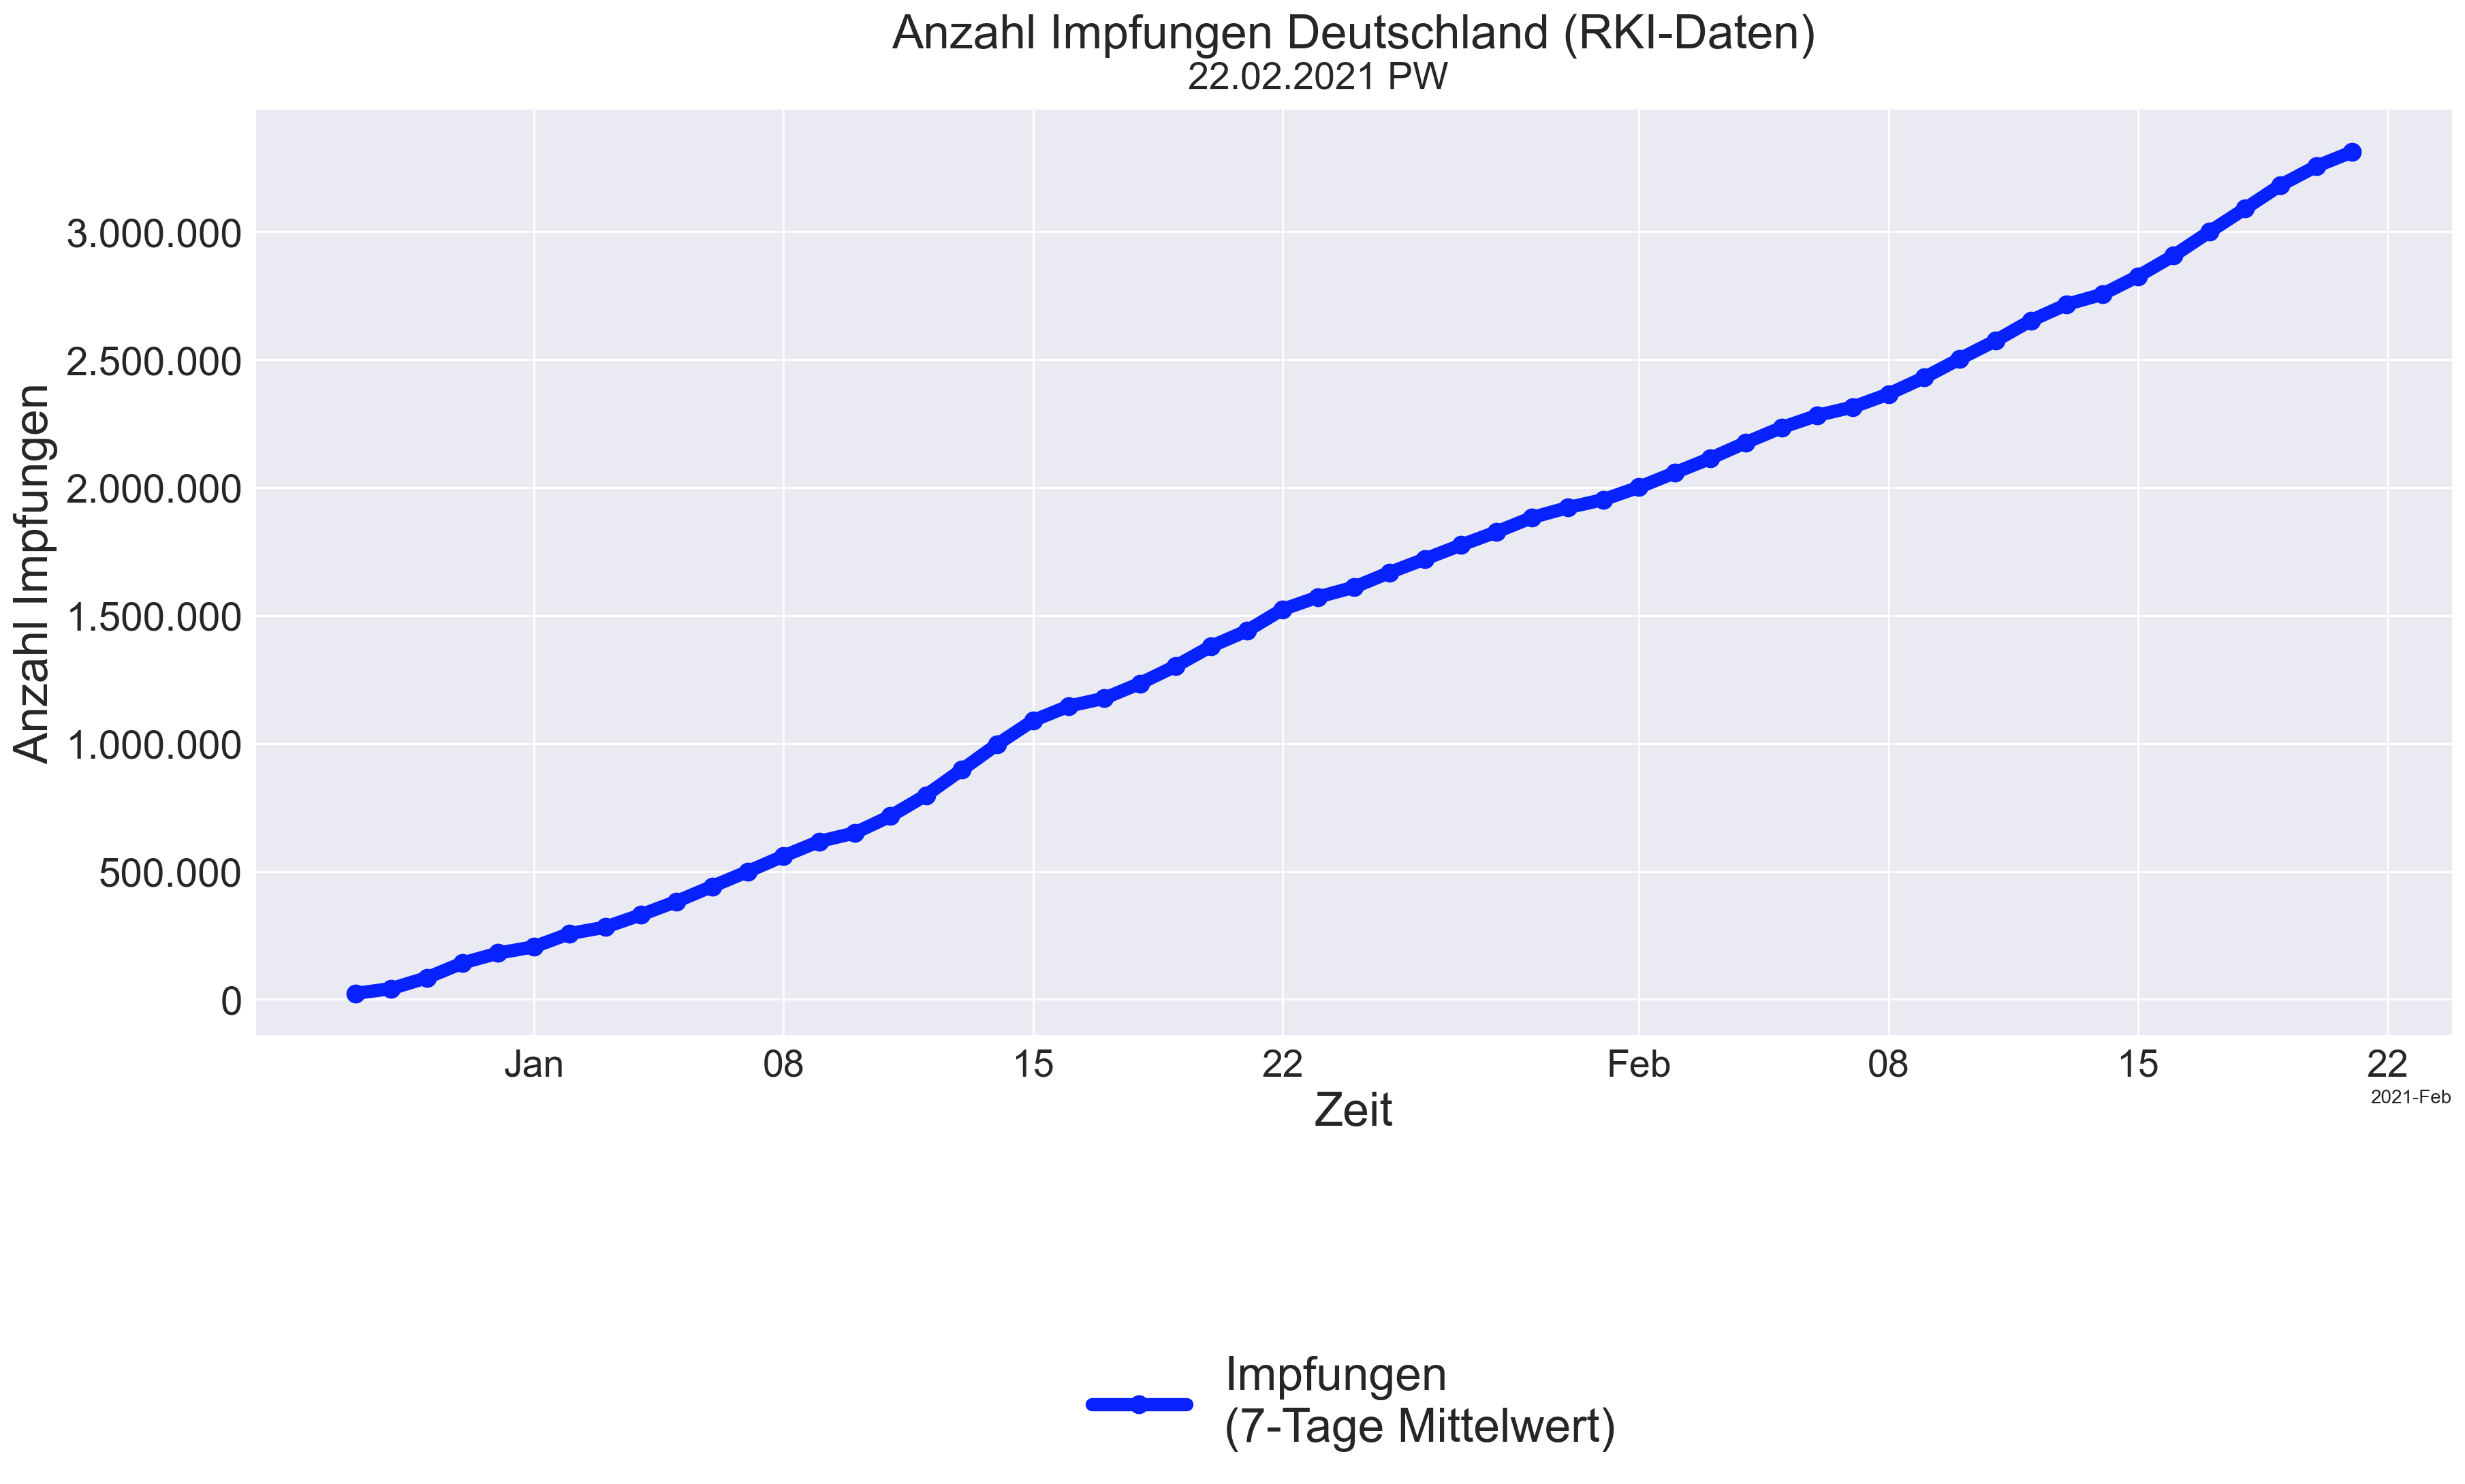 Anzahl Impfungen Deutschland (RKI-Daten)
22.02.2021 PW
Anzahl Impfungen
3.000.000
2.500.000
2.000.000
1.500.000
1.000.000
500.000
0
Jan 08 15 22 Feb 08 15 22
2021-Feb
Zeit
Impfungen
(7-Tage Mittelwert)